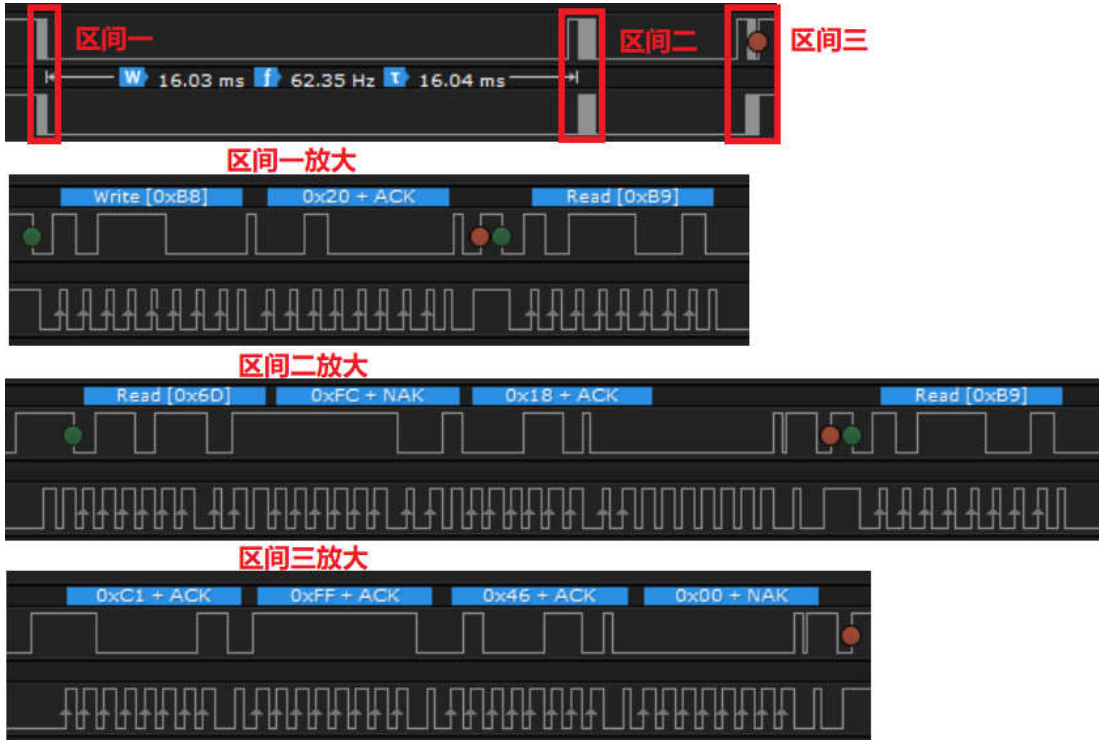 区间一
区间二
区间三
W 16.03 ms f 62.35 Hz T 16.04 ms
区间一放大
Write [0xB8] 0x20 + ACK Read [0xB9]
区间二放大
Read [0x6D] 0xFC + NAK 0x18 + ACK Read [0xB9]
区间三放大
0xC1 + ACK 0xFF + ACK 0x46 + ACK 0x00 + NAK